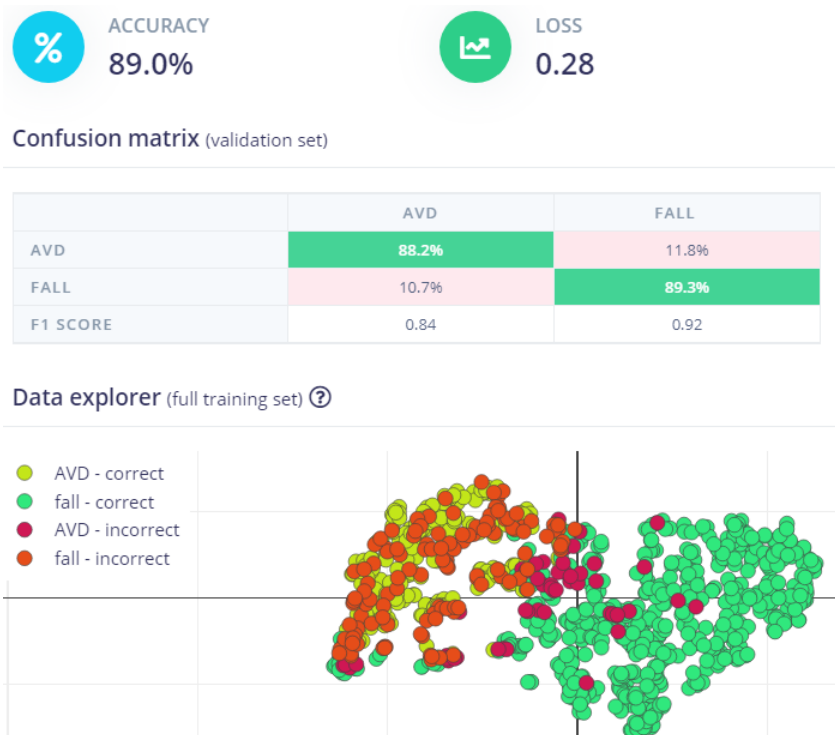 ACCURACY
89.0%
LOSS
0.28
Confusion matrix (validation set)
AVD FALL
AVD 88.2% 11.8%
FALL 10.7% 89.3%
F1 SCORE 0.84 0.92
Data explorer (full training set) ?
AVD - correct
fall - correct
AVD - incorrect
fall - incorrect